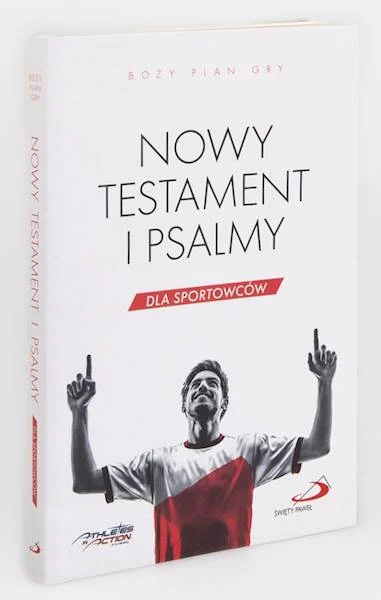 BOŻY PLAN GRY
NOWY
TESTAMENT
I PSALMY
DLA SPORTOWCÓW
ATHLETES
IN ACTION
ŚWIĘTY PAWEŁ
BOŻY
PLAN
GRY
NOWY TESTAMENT I PSALMY
DLA SPORTOWCÓW